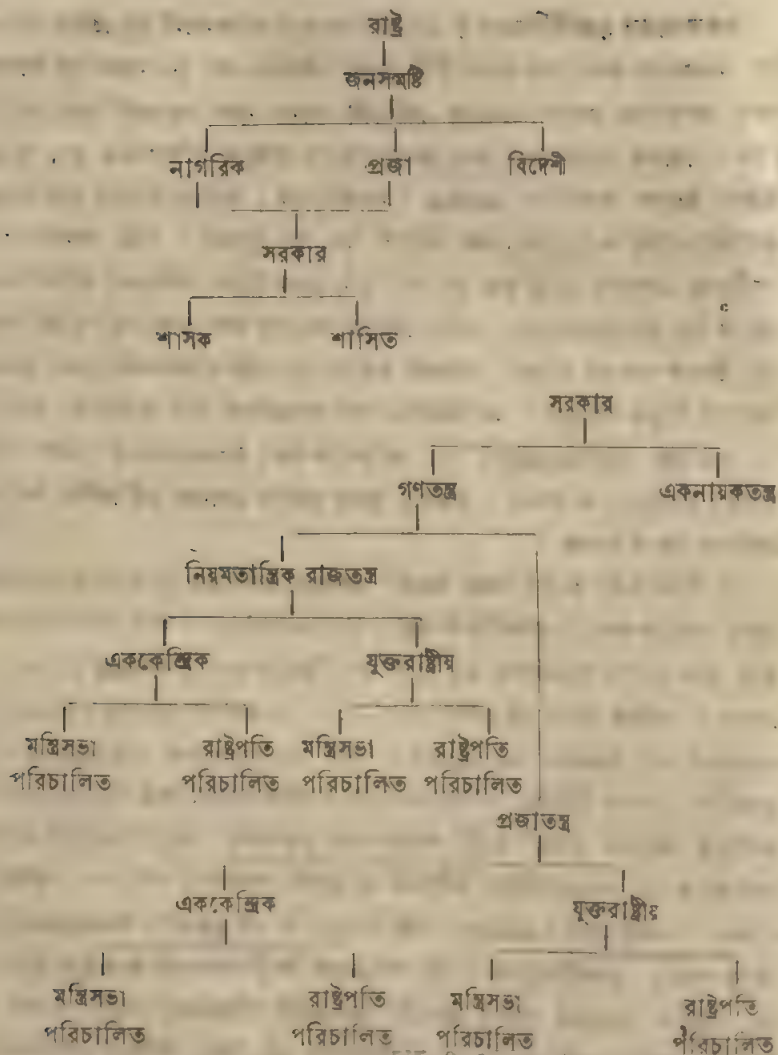 রাষ্ট্র
জনসমষ্টি
নাগরিক প্রজা বিদেশী
সরকার
শাসক শাসিত
সরকার
গণতন্ত্র একনায়কতন্ত্র
নিয়মতান্ত্রিক রাজতন্ত্র
এককেন্দ্রিক যুক্তরাষ্ট্রীয়
মন্ত্রিসভা রাষ্ট্রপতি মন্ত্রিসভা রাষ্ট্রপতি
পরিচালিত পরিচালিত পরিচালিত পরিচালিত
প্রজাতন্ত্র
এককেন্দ্রিক যুক্তরাষ্ট্রীয়
মন্ত্রিসভা রাষ্ট্রপতি মন্ত্রিসভা রাষ্ট্রপতি
পরিচালিত পরিচালিত পরিচালিত পরিচালিত